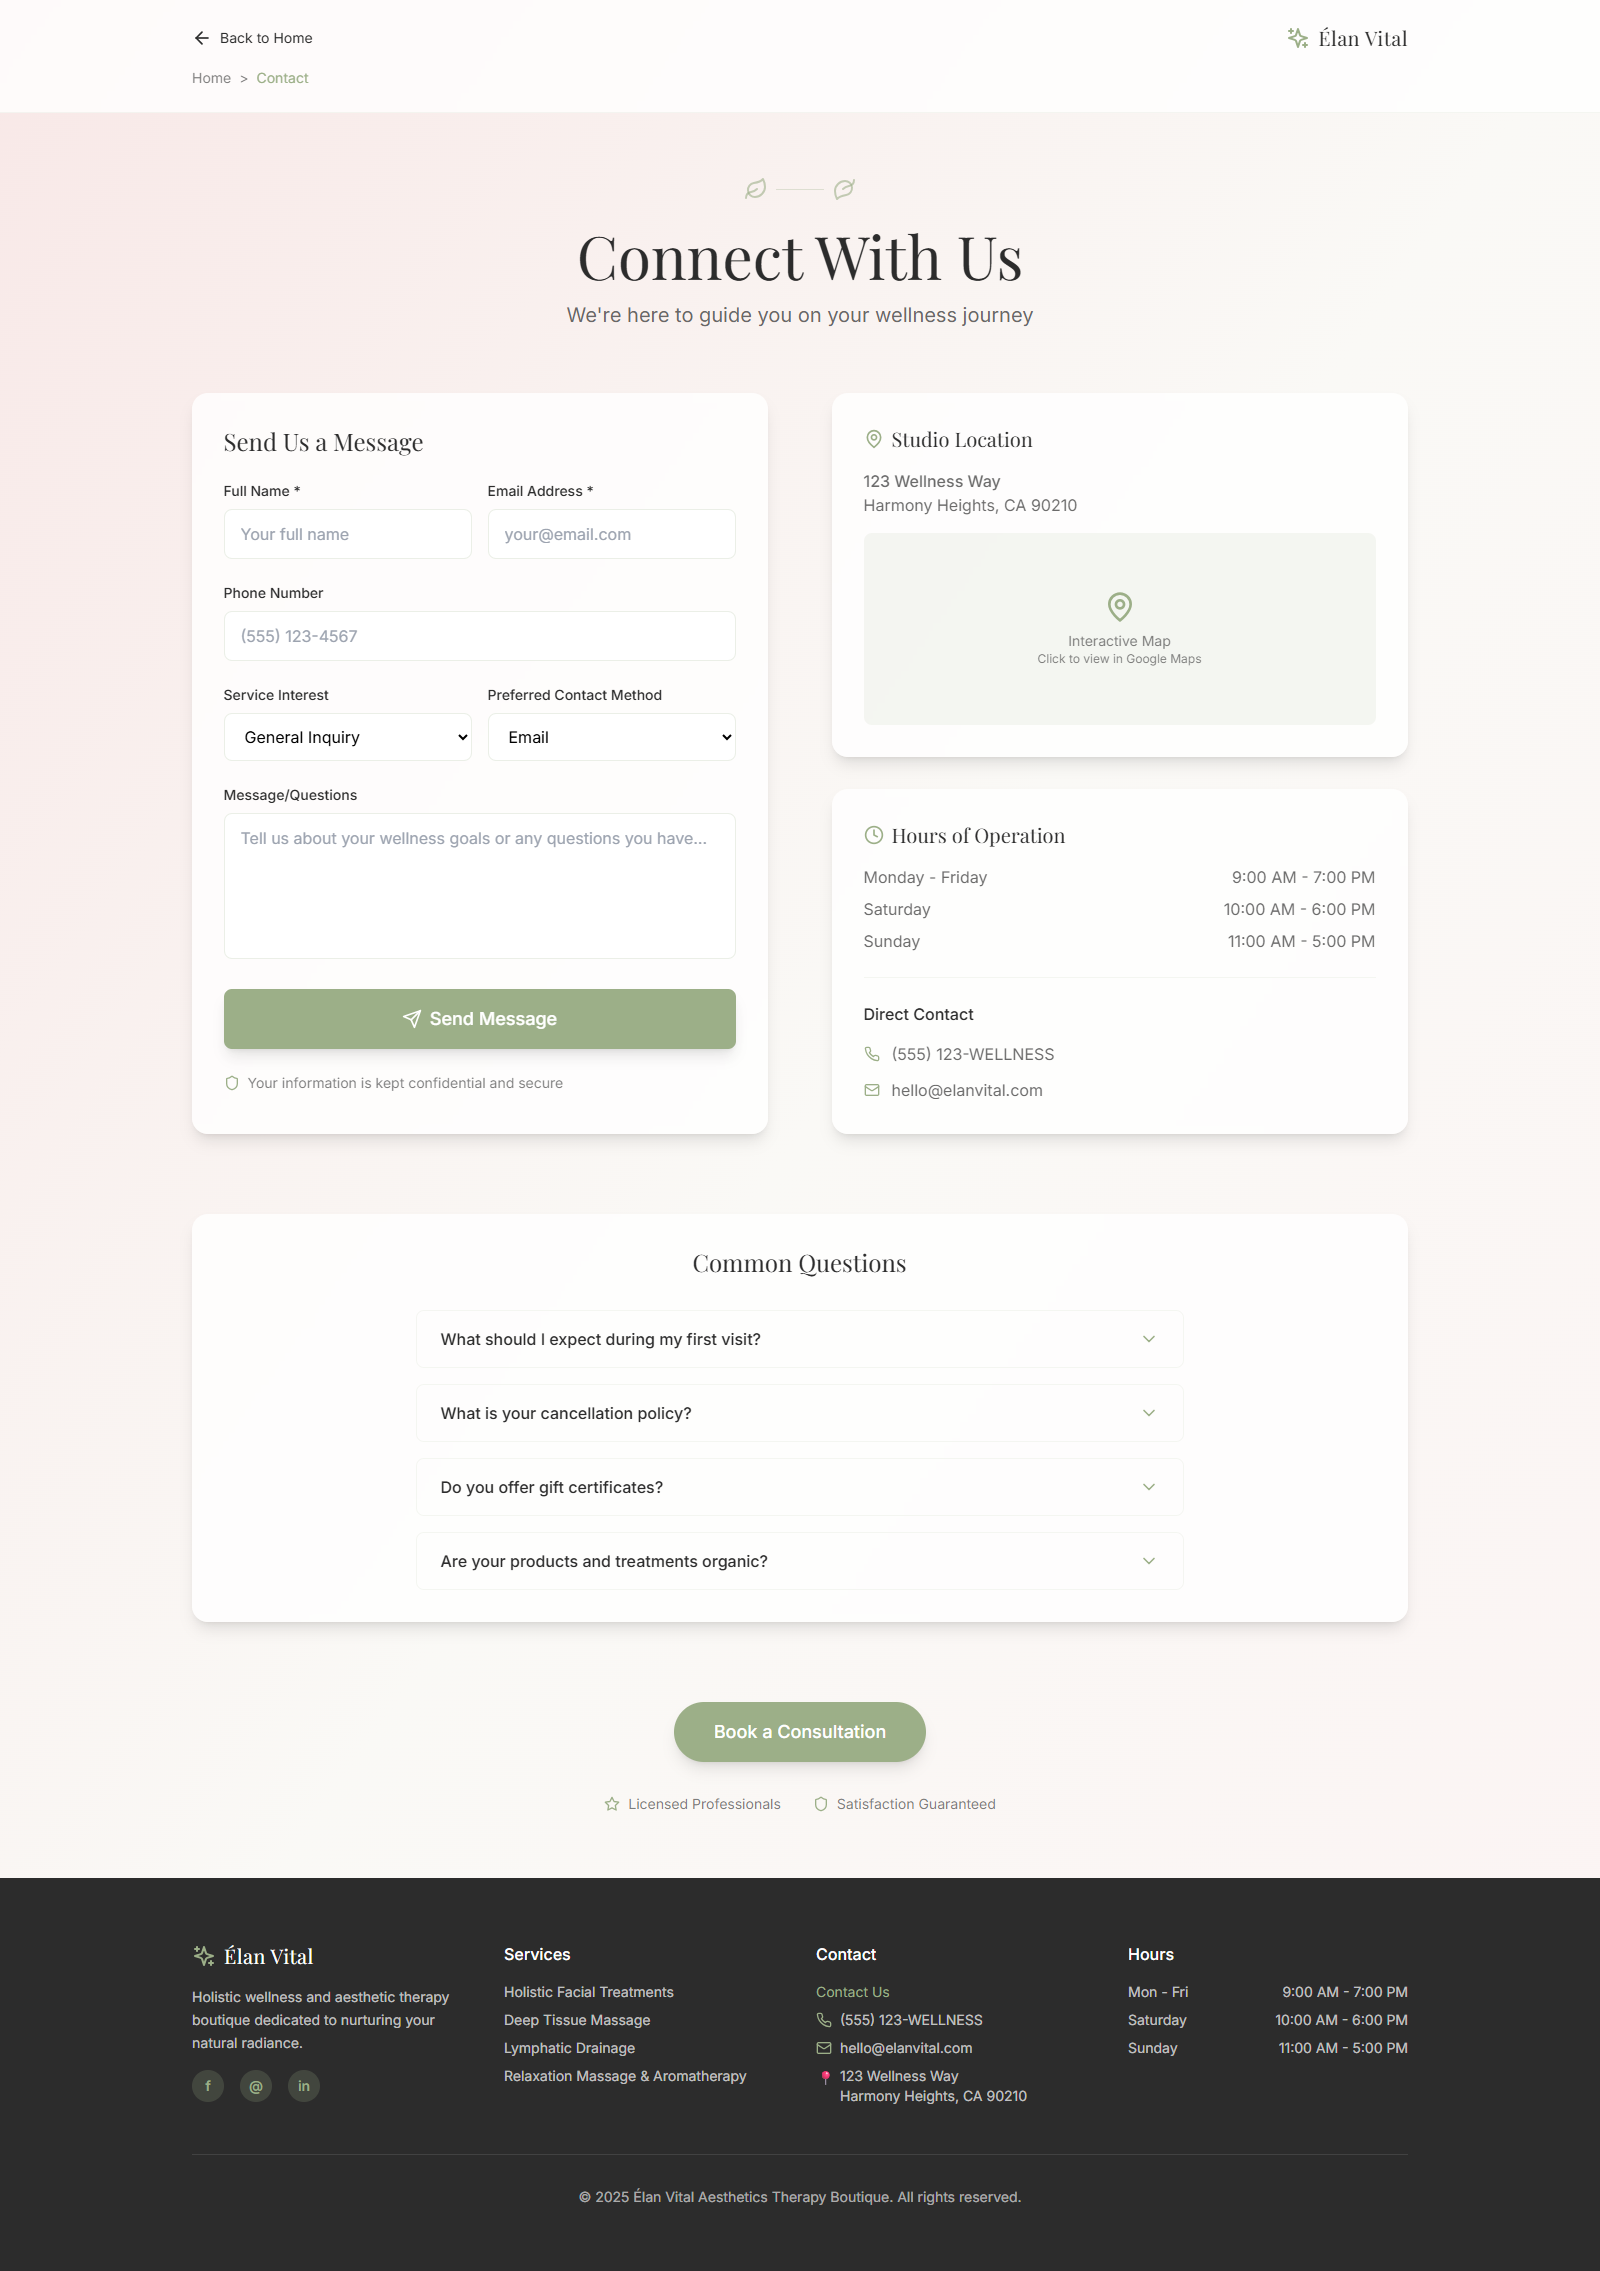 Back to Home
Élan Vital
Home > Contact
Connect With Us
We're here to guide you on your wellness journey
Send Us a Message
Full Name *
Email Address *
Your full name
your@email.com
Phone Number
(555) 123-4567
Service Interest
Preferred Contact Method
General Inquiry
Email
Message/Questions
Tell us about your wellness goals or any questions you have...
Send Message
Your information is kept confidential and secure
Studio Location
123 Wellness Way
Harmony Heights, CA 90210
Interactive Map
Click to view in Google Maps
Hours of Operation
Monday - Friday 9:00 AM - 7:00 PM
Saturday 10:00 AM - 6:00 PM
Sunday 11:00 AM - 5:00 PM
Direct Contact
(555) 123-WELLNESS
hello@elanvital.com
Common Questions
What should I expect during my first visit?
What is your cancellation policy?
Do you offer gift certificates?
Are your products and treatments organic?
Book a Consultation
Licensed Professionals
Satisfaction Guaranteed
Élan Vital
Holistic wellness and aesthetic therapy
boutique dedicated to nurturing your
natural radiance.
f @ in
Services
Holistic Facial Treatments
Deep Tissue Massage
Lymphatic Drainage
Relaxation Massage & Aromatherapy
Contact
Contact Us
(555) 123-WELLNESS
hello@elanvital.com
123 Wellness Way
Harmony Heights, CA 90210
Hours
Mon - Fri 9:00 AM - 7:00 PM
Saturday 10:00 AM - 6:00 PM
Sunday 11:00 AM - 5:00 PM
© 2025 Élan Vital Aesthetics Therapy Boutique. All rights reserved.